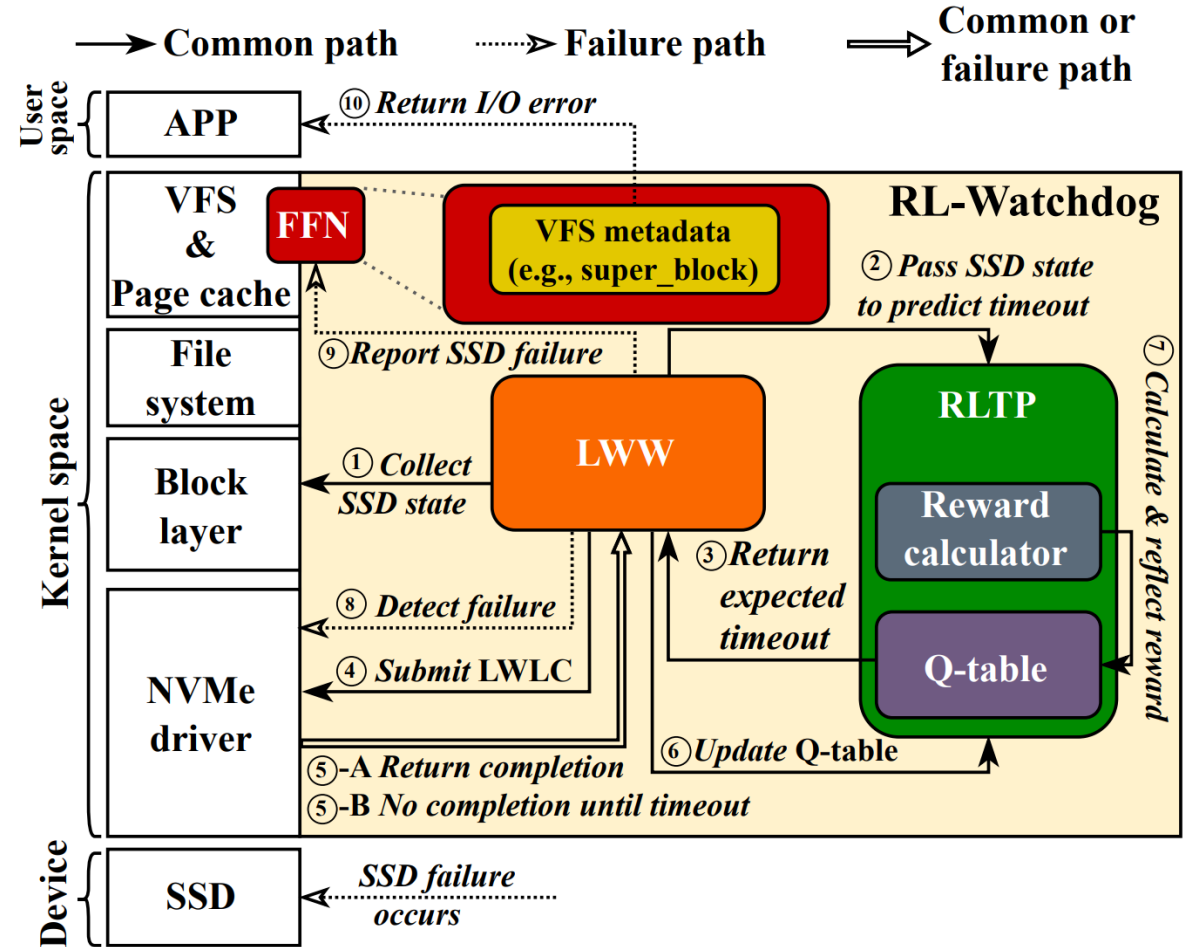 Common path
Failure path
Common or
failure path
User
space
APP
⑩ Return I/O error
Kernel space
VFS
&
Page cache
FFN
VFS metadata
(e.g., super_block)
RL-Watchdog
② Pass SSD state
to predict timeout
⑨ Report SSD failure
File
system
LWW
RLTP
⑦ Calculate & reflect reward
Block
layer
① Collect
SSD state
Reward
calculator
③ Return
expected
timeout
Q-table
NVMe
driver
⑧ Detect failure
④ Submit LWLC
⑥ Update Q-table
⑤-A Return completion
⑤-B No completion until timeout
Device
SSD
SSD failure
occurs